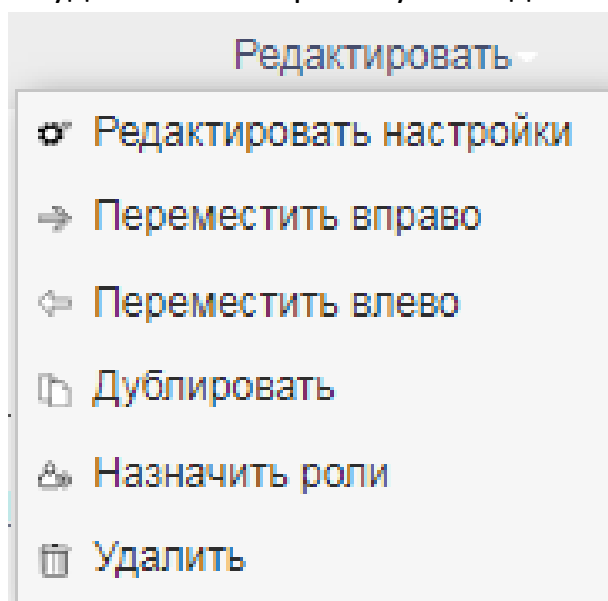 Редактировать
Редактировать настройки
Переместить вправо
Переместить влево
Дублировать
Назначить роли
Удалить